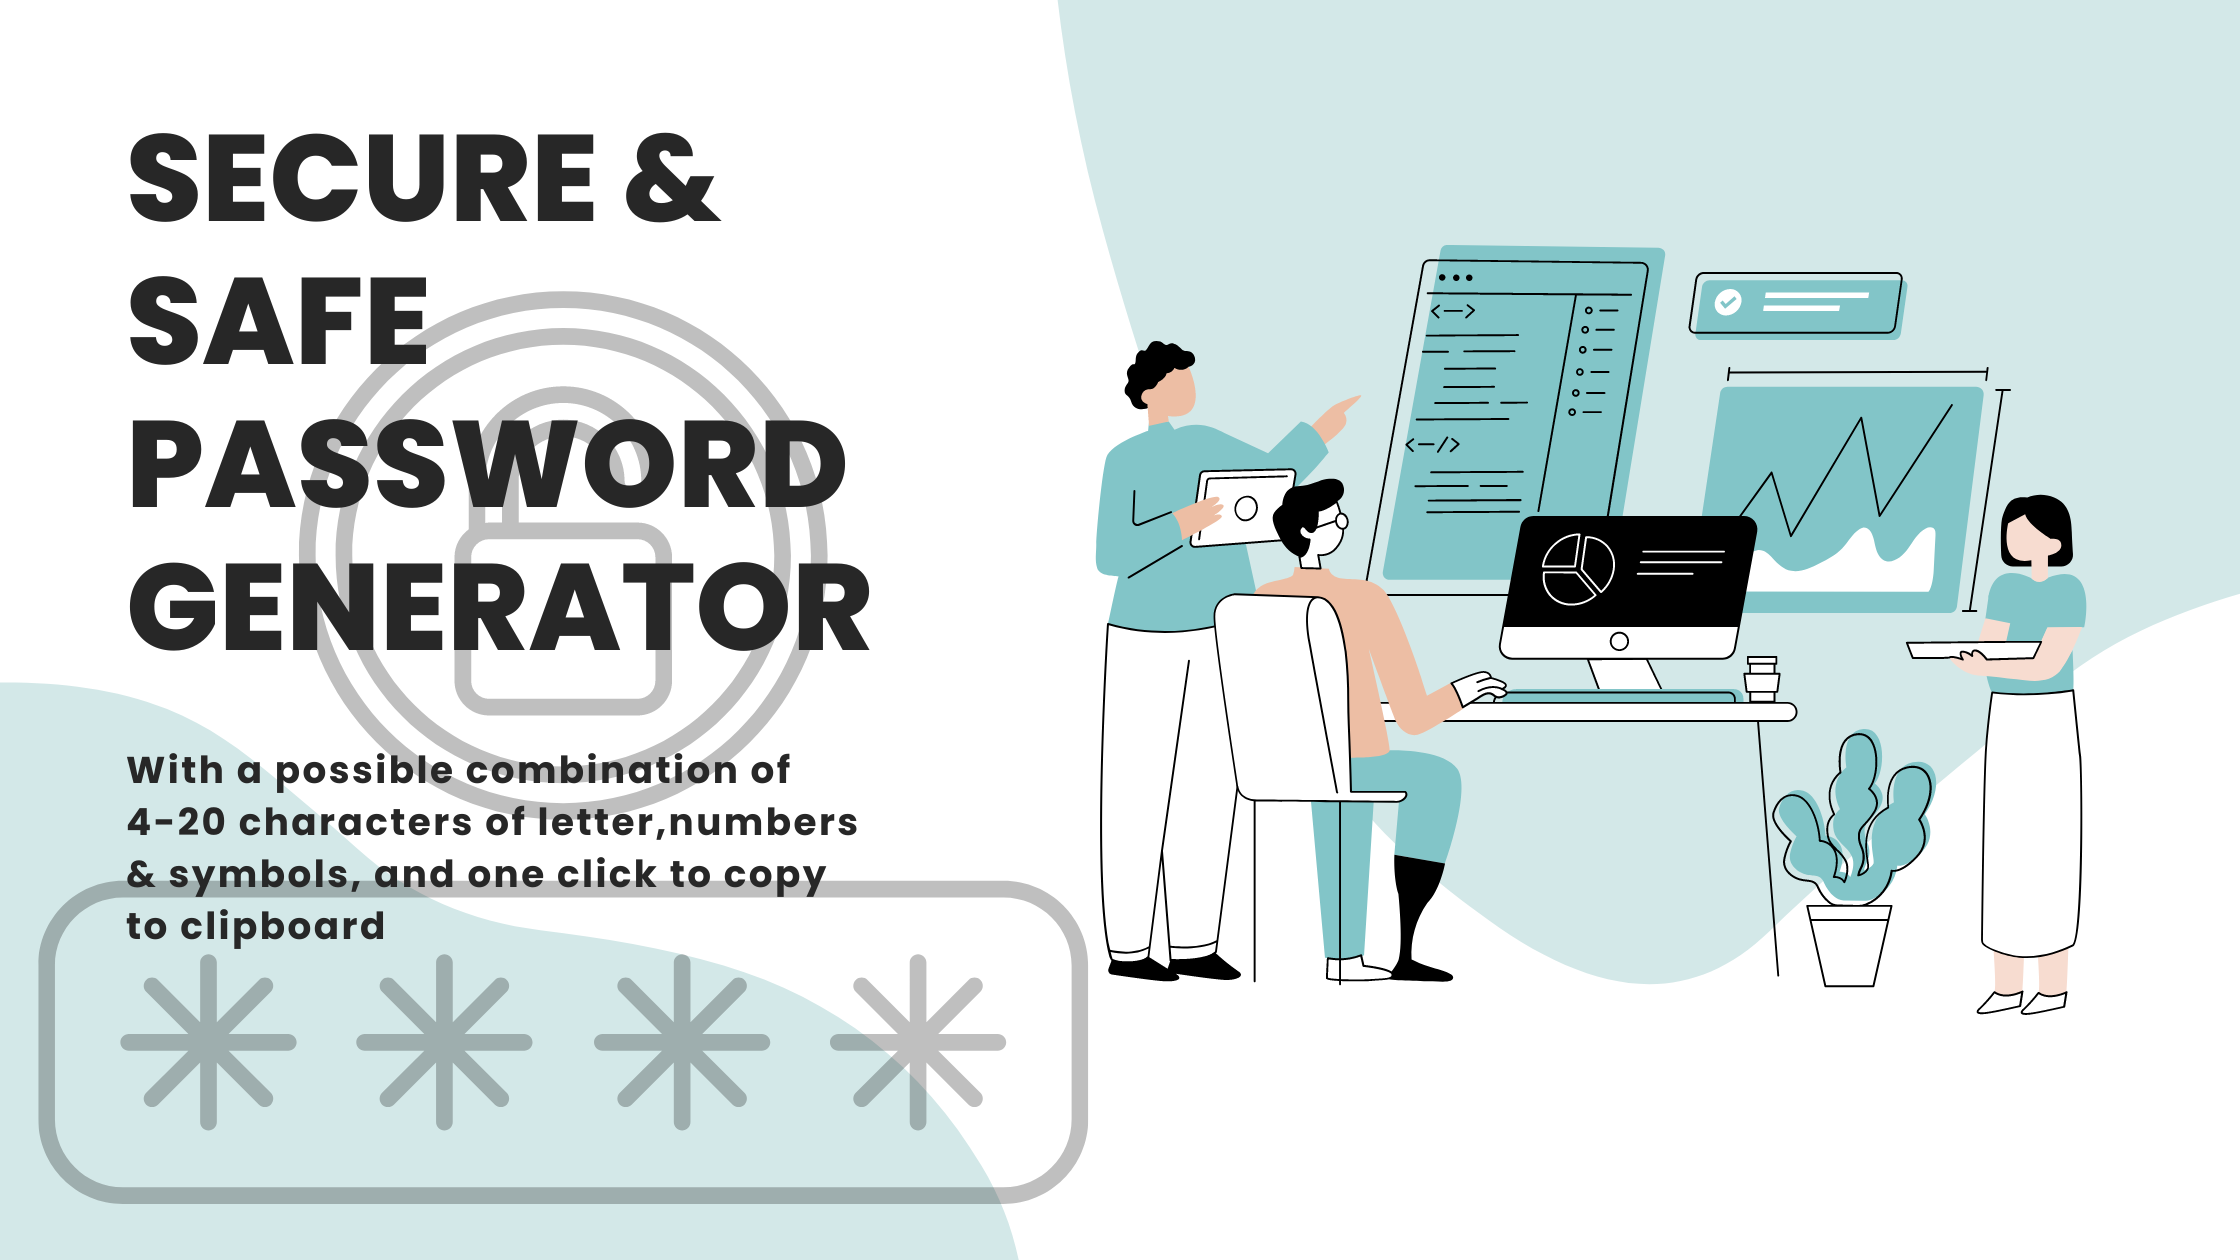 SECURE &
SAFE
PASSWORD
GENERATOR
With a possible combination of
4-20 characters of letter,numbers
& symbols, and one click to copy
to clipboard